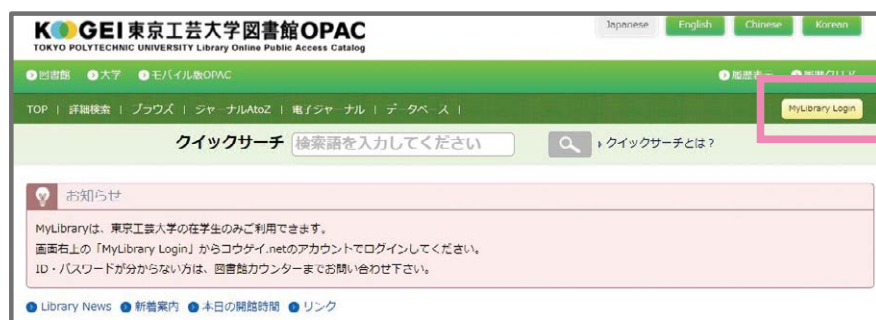 KOGEI東京工芸大学図書館OPAC
TOKYO POLYTECHNIC UNIVERSITY Library Online Public Access Catalog
Japanese English Chinese Korean
図書館 大学 モバイル版OPAC
履歴表示 履歴クリア
TOP | 詳細検索 | ブラウズ | ジャーナルAtoZ | 電子ジャーナル | データベース |
MyLibrary Login
クイックサーチ 検索語を入力してください クイックサーチとは?
お知らせ
MyLibraryは、東京工芸大学の在学生のみご利用できます。
画面右上の「MyLibrary Login」からコウゲイ.netのアカウントでログインしてください。
ID・パスワードが分からない方は、図書館カウンターまでお問い合わせ下さい。
Library News 新着案内 本日の開館時間 リンク